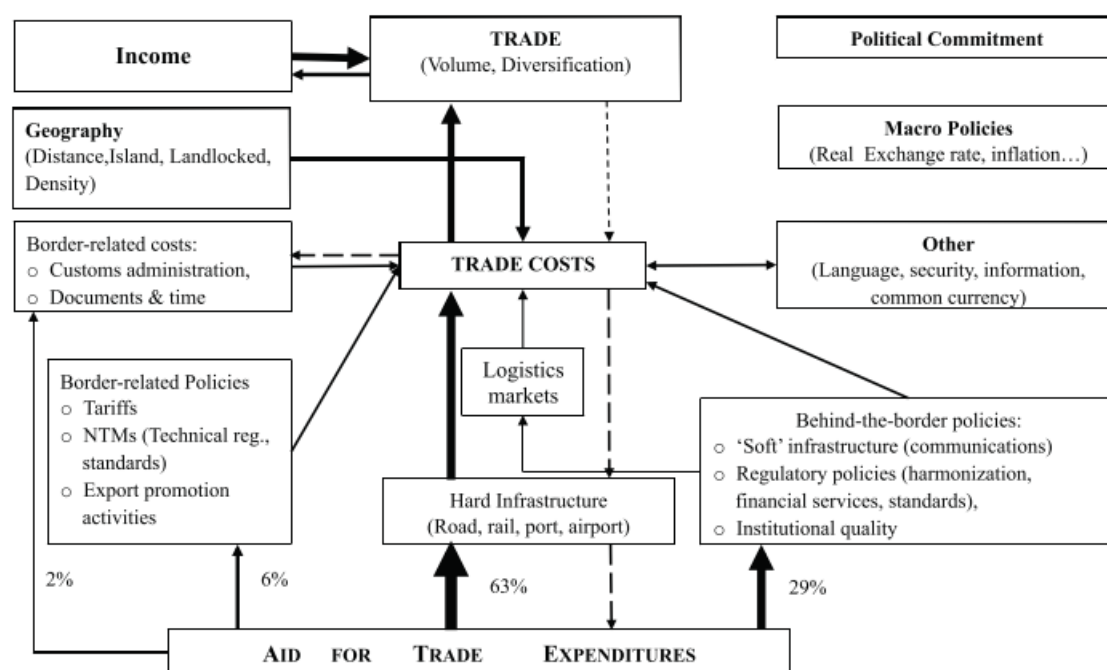 Income
TRADE
(Volume, Diversification)
Political Commitment
Geography
(Distance,Island, Landlocked,
Density)
Macro Policies
(Real Exchange rate, inflation…)
Border-related costs:
o Customs administration,
o Documents & time
TRADE COSTS
Other
(Language, security, information,
common currency)
Border-related Policies
o Tariffs
o NTMs (Technical reg.,
standards)
o Export promotion
activities
Logistics
markets
Hard Infrastructure
(Road, rail, port, airport)
Behind-the-border policies:
o ‘Soft’ infrastructure (communications)
o Regulatory policies (harmonization,
financial services, standards),
o Institutional quality
2%
6%
63%
29%
AID FOR TRADE EXPENDITURES